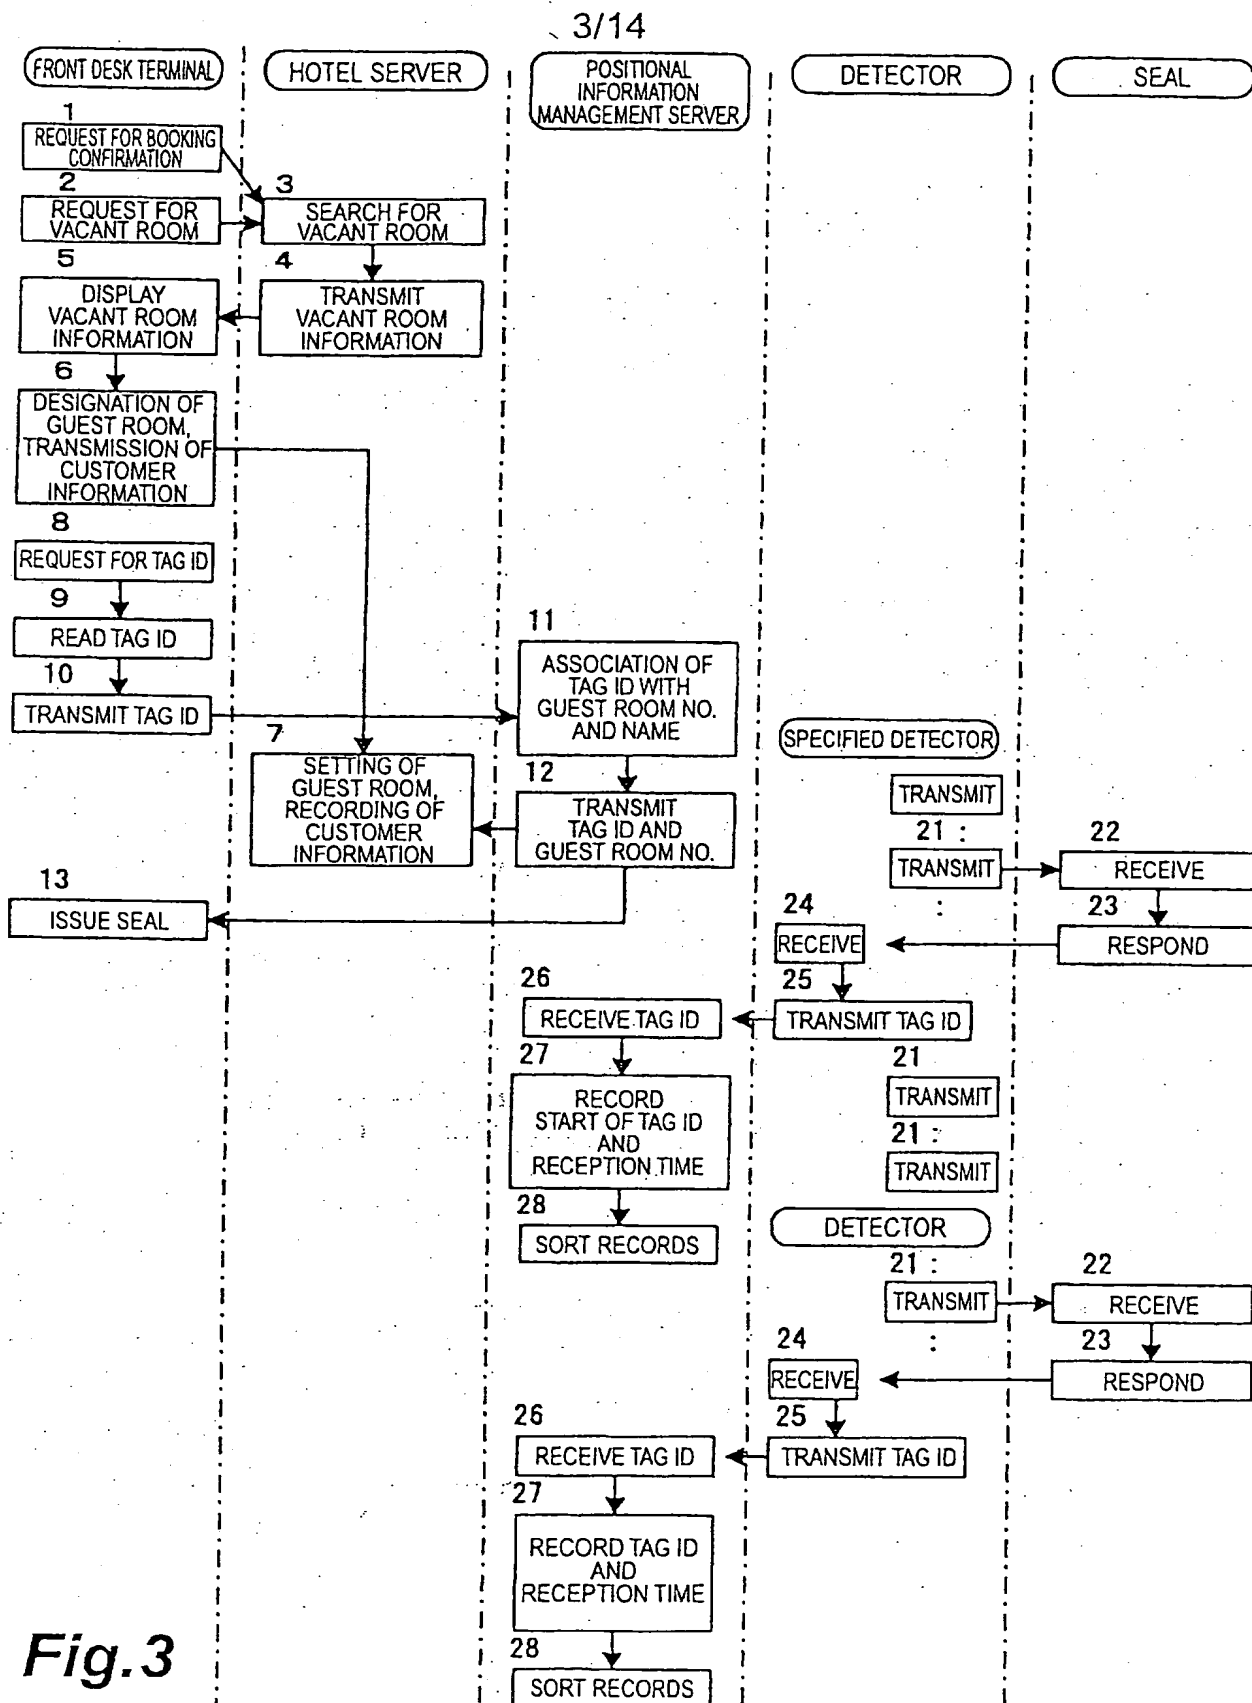 3/14
FRONT DESK TERMINAL
HOTEL SERVER
POSITIONAL
INFORMATION
MANAGEMENT SERVER
DETECTOR
SEAL
1
REQUEST FOR BOOKING
CONFIRMATION
2
REQUEST FOR
VACANT ROOM
3
SEARCH FOR
VACANT ROOM
5
DISPLAY
VACANT ROOM
INFORMATION
4
TRANSMIT
VACANT ROOM
INFORMATION
6
DESIGNATION OF
GUEST ROOM,
TRANSMISSION OF
CUSTOMER
INFORMATION
8
REQUEST FOR TAG ID
9
READ TAG ID
10
TRANSMIT TAG ID
11
ASSOCIATION OF
TAG ID WITH
GUEST ROOM NO.
AND NAME
7
SETTING OF
GUEST ROOM,
RECORDING OF
CUSTOMER
INFORMATION
12
TRANSMIT
TAG ID AND
GUEST ROOM NO.
13
ISSUE SEAL
SPECIFIED DETECTOR
TRANSMIT
21 :
TRANSMIT
:
22
RECEIVE
23
RESPOND
24
RECEIVE
25
TRANSMIT TAG ID
26
RECEIVE TAG ID
27
RECORD
START OF TAG ID
AND
RECEPTION TIME
28
SORT RECORDS
21
TRANSMIT
21 :
TRANSMIT
DETECTOR
21 :
TRANSMIT
:
22
RECEIVE
23
RESPOND
24
RECEIVE
25
TRANSMIT TAG ID
26
RECEIVE TAG ID
27
RECORD TAG ID
AND
RECEPTION TIME
28
SORT RECORDS
Fig.3